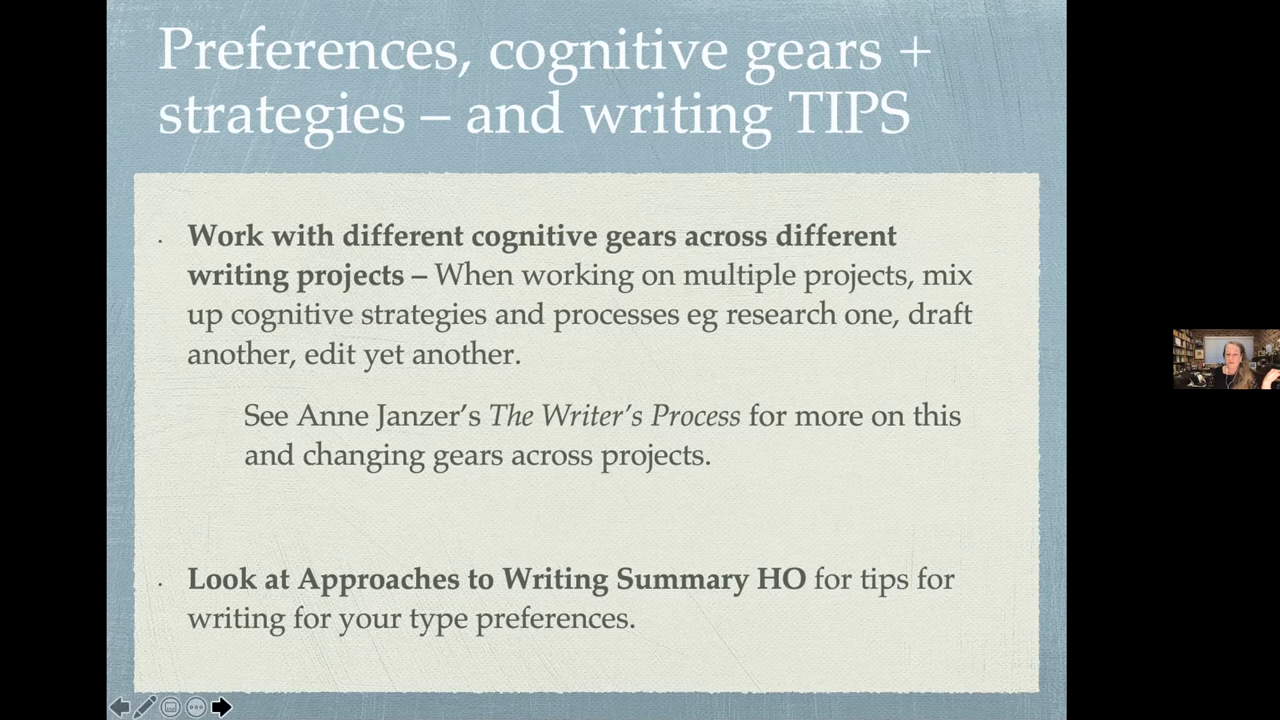 Preferences, cognitive gears +
strategies – and writing TIPS
· Work with different cognitive gears across different
writing projects – When working on multiple projects, mix
up cognitive strategies and processes eg research one, draft
another, edit yet another.
See Anne Janzer’s The Writer’s Process for more on this
and changing gears across projects.
· Look at Approaches to Writing Summary HO for tips for
writing for your type preferences.